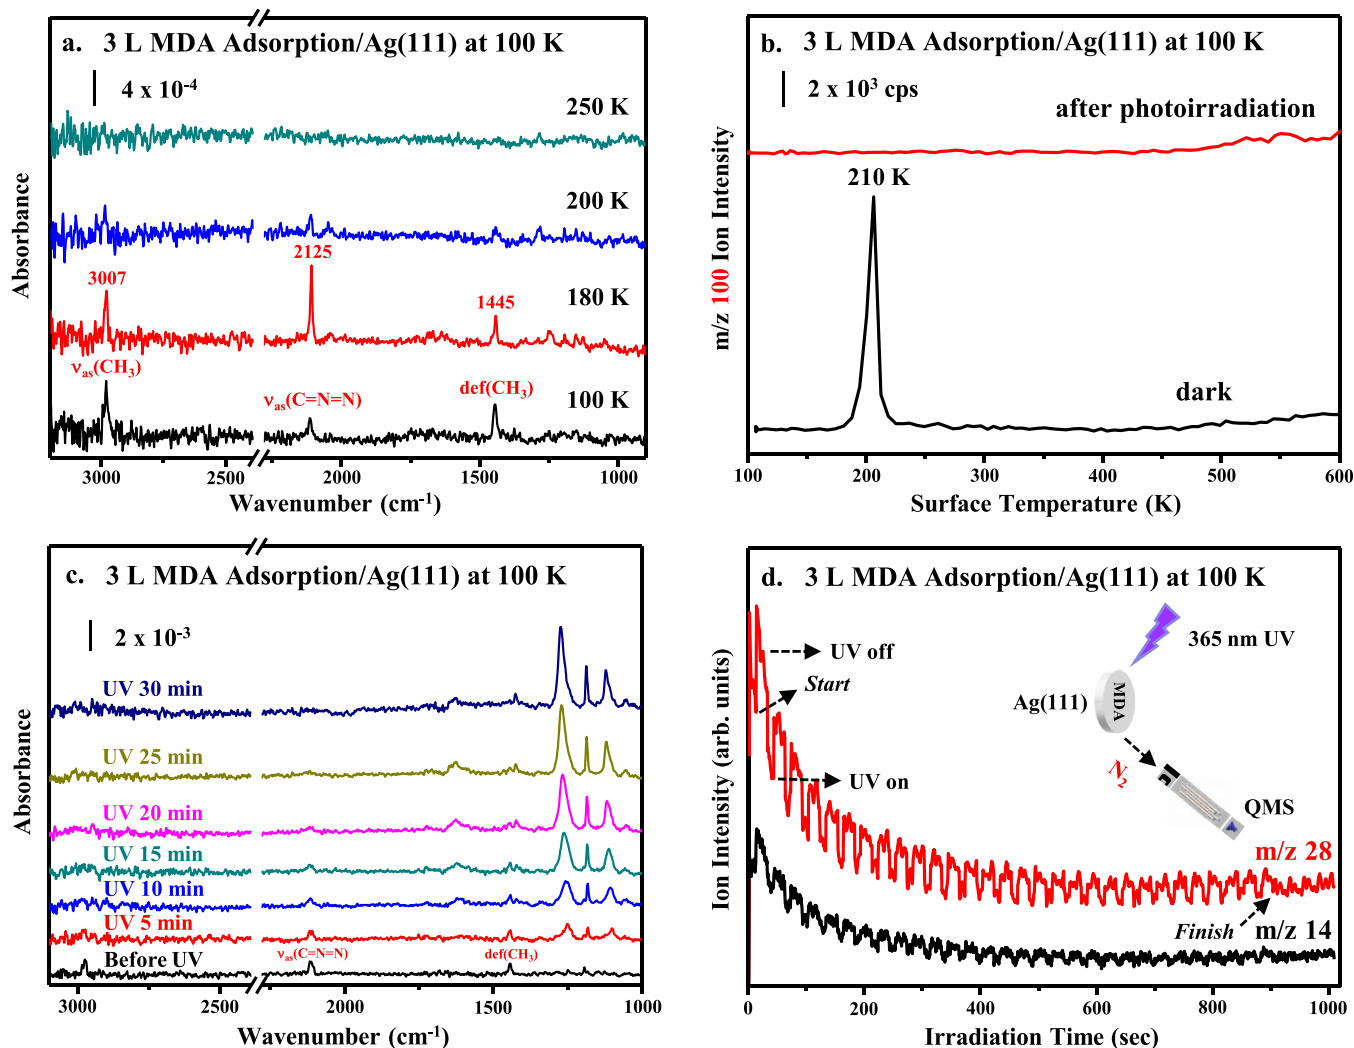 a. 3 L MDA Adsorption/Ag(111) at 100 K
4 x 10⁻⁴
250 K
200 K
2125
3007
1445
180 K
νas(CH₃)
νas(C=N=N)
def(CH₃)
100 K
Absorbance
3000 2500 2000 1500 1000
Wavenumber (cm⁻¹)
b. 3 L MDA Adsorption/Ag(111) at 100 K
2 x 10³ cps
after photoirradiation
210 K
dark
m/z 100 Ion Intensity
100 200 300 400 500 600
Surface Temperature (K)
c. 3 L MDA Adsorption/Ag(111) at 100 K
2 x 10⁻³
UV 30 min
UV 25 min
UV 20 min
UV 15 min
UV 10 min
UV 5 min
Before UV
νas(C=N=N)
def(CH₃)
Absorbance
3000 2500 2000 1500 1000
Wavenumber (cm⁻¹)
d. 3 L MDA Adsorption/Ag(111) at 100 K
365 nm UV
UV off
Start
Ag(111)
MDA
UV on
N₂
QMS
m/z 28
Finish
m/z 14
Ion Intensity (arb. units)
0 200 400 600 800 1000
Irradiation Time (sec)